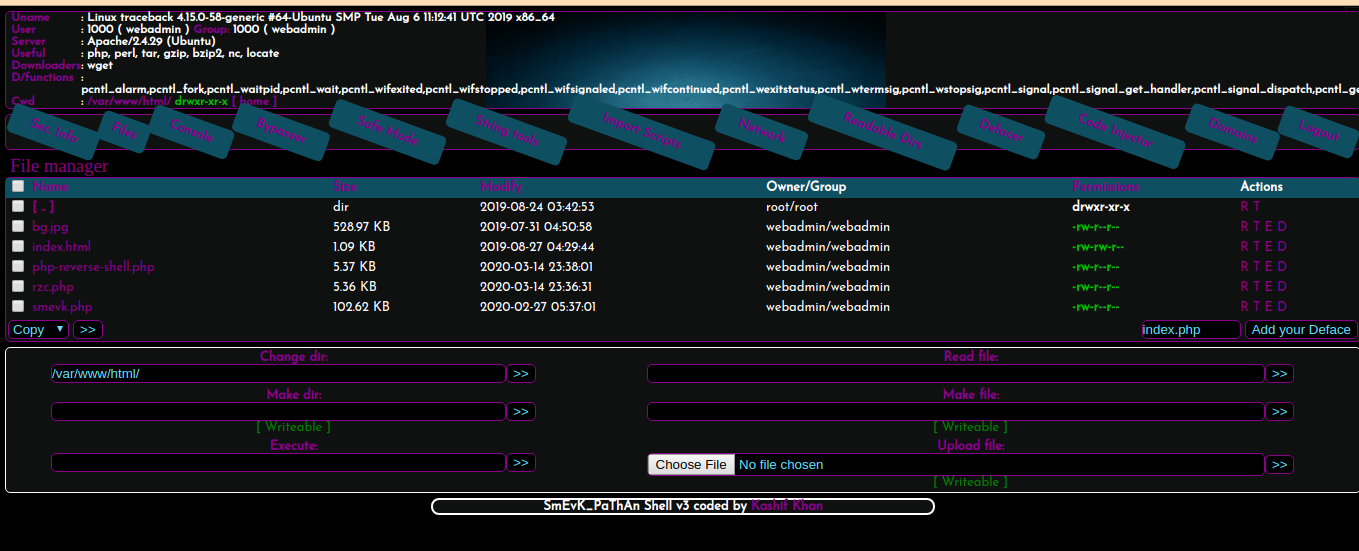 Uname : Linux traceback 4.15.0-58-generic #64-Ubuntu SMP Tue Aug 6 11:12:41 UTC 2019 x86_64
User : 1000 ( webadmin ) Group: 1000 ( webadmin )
Server : Apache/2.4.29 (Ubuntu)
Useful : php, perl, tar, gzip, bzip2, nc, locate
Downloaders: wget
D/functions :
pcntl_alarm,pcntl_fork,pcntl_waitpid,pcntl_wait,pcntl_wifexited,pcntl_wifstopped,pcntl_wifsignaled,pcntl_wifcontinued,pcntl_wexitstatus,pcntl_wtermsig,pcntl_wstopsig,pcntl_signal,pcntl_signal_get_handler,pcntl_signal_dispatch,pcntl_ge
Cwd : /var/www/html/ drwxr-xr-x [ home ]
Sec. Info Files Console Bypasser Safe Mode String tools Import Scripts Network Readable Dirs Defacer Code Injector Domains Logout
File manager
Name Size Modify Owner/Group Permissions Actions
[ .. ] dir 2019-08-24 03:42:53 root/root drwxr-xr-x R T
bg.jpg 528.97 KB 2019-07-31 04:50:58 webadmin/webadmin -rw-r--r-- R T E D
index.html 1.09 KB 2019-08-27 04:29:44 webadmin/webadmin -rw-rw-r-- R T E D
php-reverse-shell.php 5.37 KB 2020-03-14 23:38:01 webadmin/webadmin -rw-r--r-- R T E D
rzc.php 5.36 KB 2020-03-14 23:36:31 webadmin/webadmin -rw-r--r-- R T E D
smevk.php 102.62 KB 2020-02-27 05:37:01 webadmin/webadmin -rw-r--r-- R T E D
Copy >> index.php Add your Deface
Change dir: Read file:
/var/www/html/ >> >>
Make dir: Make file:
>> >>
[ Writeable ] [ Writeable ]
Execute: Upload file:
>> Choose File No file chosen >>
[ Writeable ]
SmEvK_PaThAn Shell v3 coded by Kashif Khan